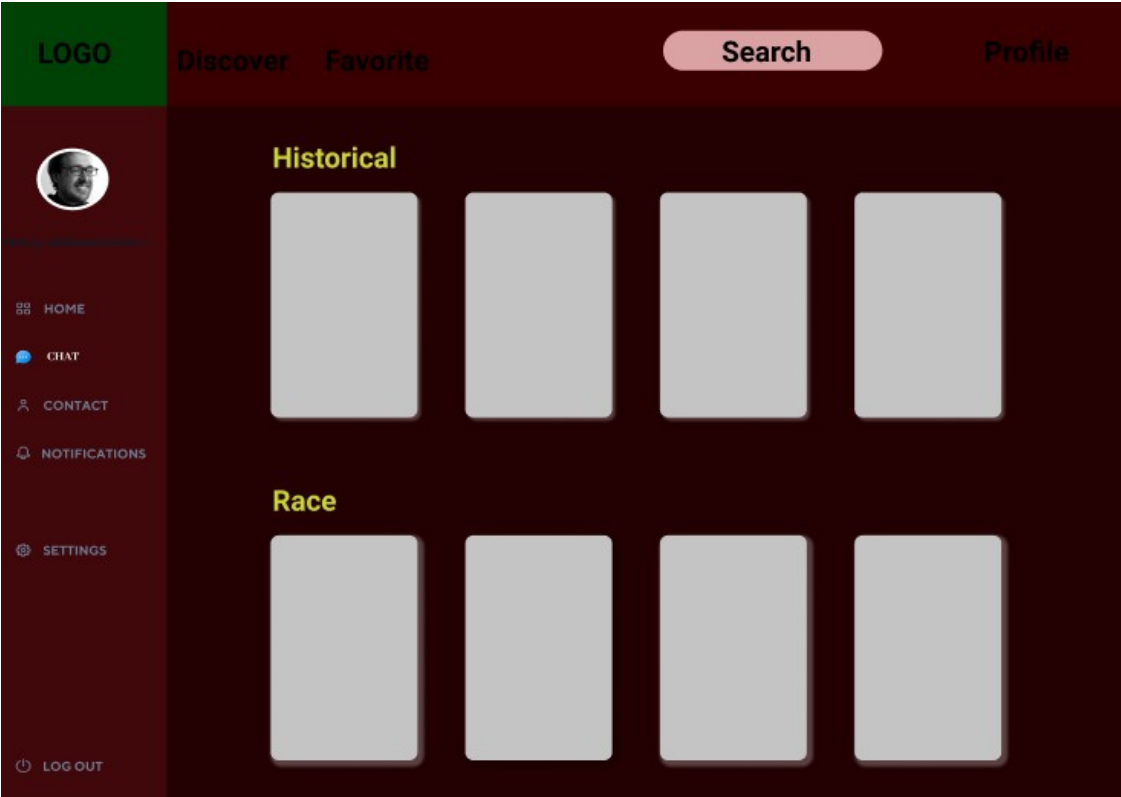 LOGO
Discover Favorite
Search
Profile
HOME
CHAT
CONTACT
NOTIFICATIONS
SETTINGS
LOG OUT
Historical
Race